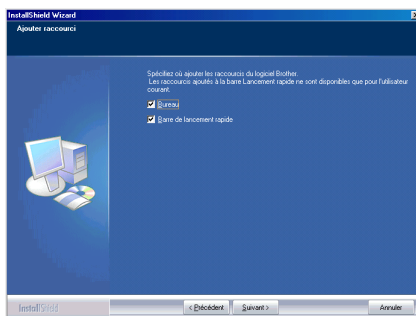 InstallShield Wizard
Ajouter raccourci
Spécifiez où ajouter les raccourcis du logiciel Brother.
Les raccourcis ajoutés à la barre Lancement rapide ne sont disponibles que pour l'utilisateur
courant.
Bureau
Barre de lancement rapide
InstallShield
< Précédent
Suivant >
Annuler